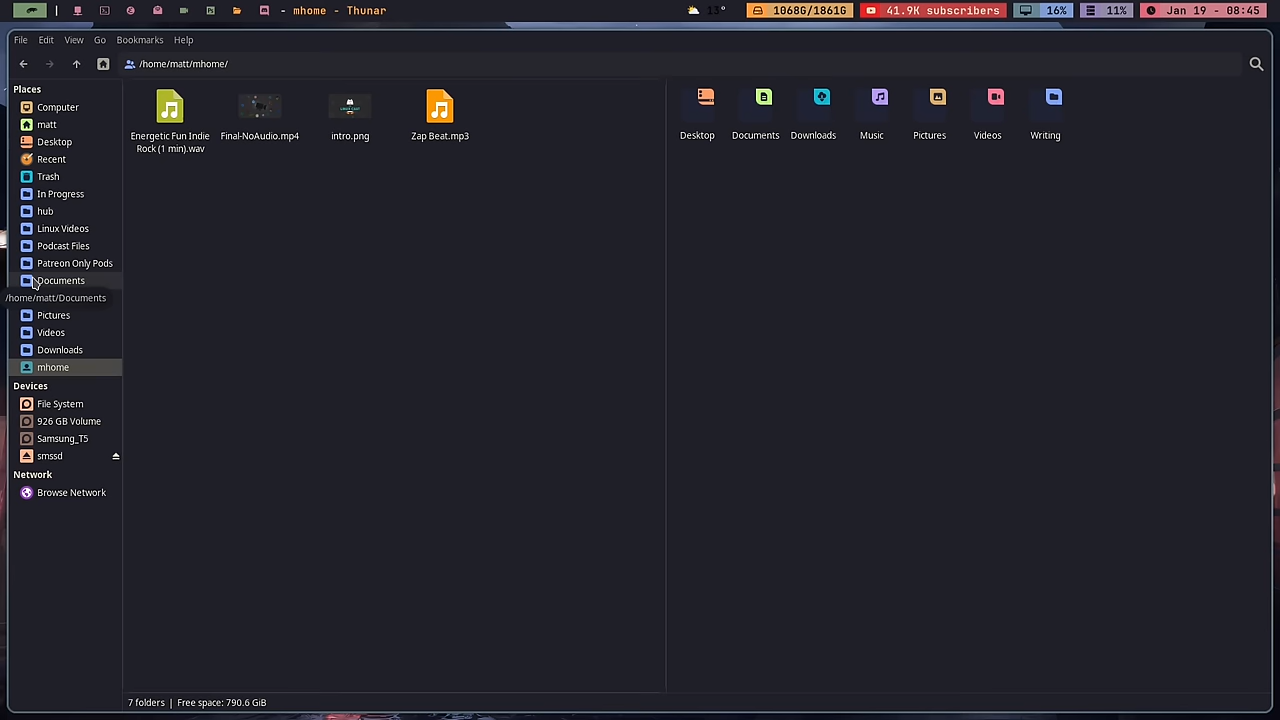 - mhome - Thunar
13°
1068G/1861G
41.9K subscribers
16%
11%
Jan 19 - 08:45
File Edit View Go Bookmarks Help
/home/matt/mhome/
Places
Computer
matt
Desktop
Recent
Trash
In Progress
hub
Linux Videos
Podcast Files
Patreon Only Pods
Documents
/home/matt/Documents
Pictures
Videos
Downloads
mhome
Devices
File System
926 GB Volume
Samsung_T5
smssd
Network
Browse Network
Energetic Fun Indie
Rock (1 min).wav
Final-NoAudio.mp4
intro.png
Zap Beat.mp3
Desktop
Documents
Downloads
Music
Pictures
Videos
Writing
7 folders | Free space: 790.6 GiB